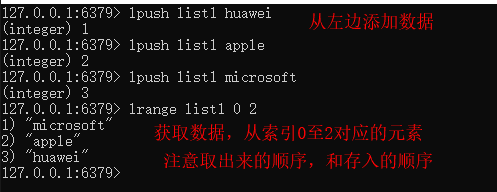 127.0.0.1:6379> lpush list1 huawei
(integer) 1
从左边添加数据
127.0.0.1:6379> lpush list1 apple
(integer) 2
127.0.0.1:6379> lpush list1 microsoft
(integer) 3
127.0.0.1:6379> lrange list1 0 2
1) "microsoft"
2) "apple"
3) "huawei"
获取数据，从索引0至2对应的元素
注意取出来的顺序，和存入的顺序
127.0.0.1:6379>